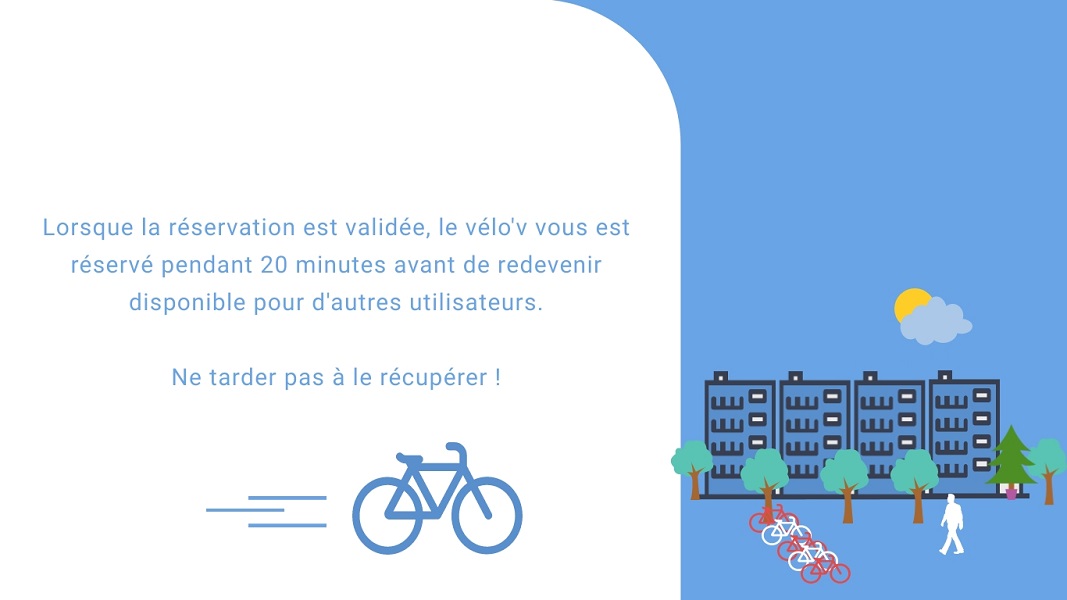 Lorsque la réservation est validée, le vélo'v vous est
réservé pendant 20 minutes avant de redevenir
disponible pour d'autres utilisateurs.
Ne tarder pas à le récupérer !